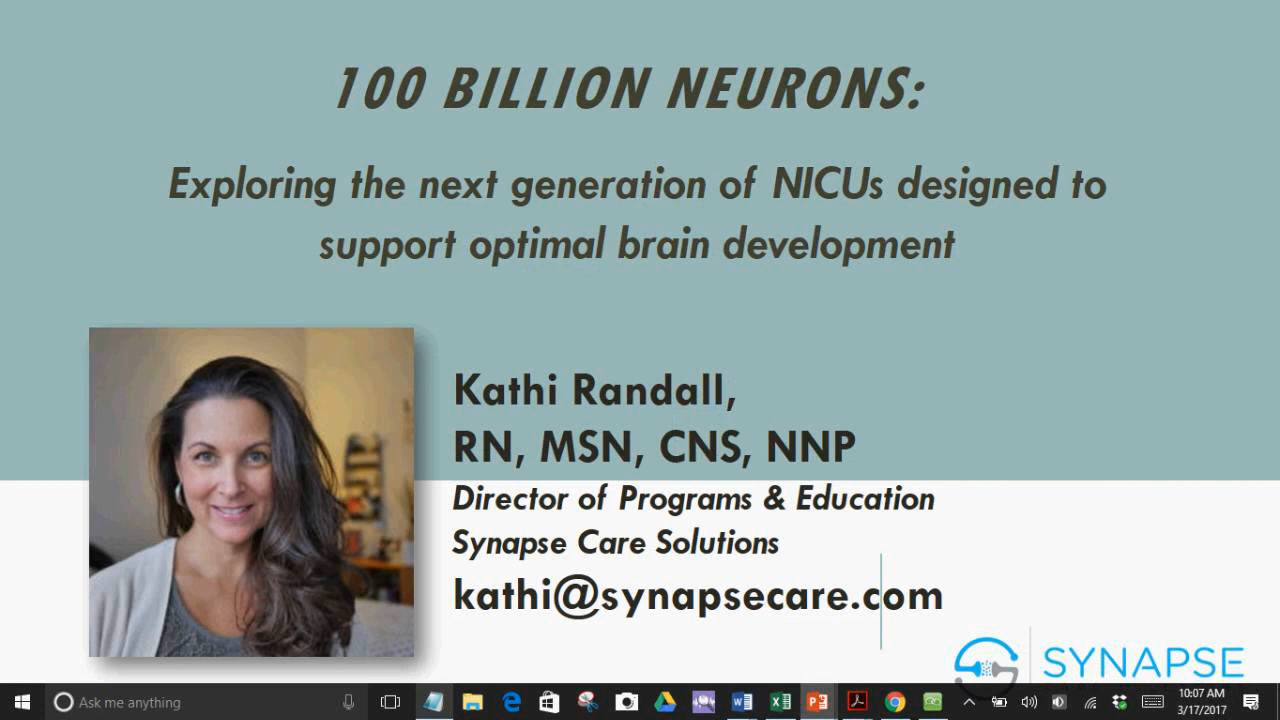 100 BILLION NEURONS:
Exploring the next generation of NICUs designed to
support optimal brain development
Kathi Randall,
RN, MSN, CNS, NNP
Director of Programs & Education
Synapse Care Solutions
kathi@synapsecare.com
SYNAPSE
Ask me anything
10:07 AM
3/17/2017